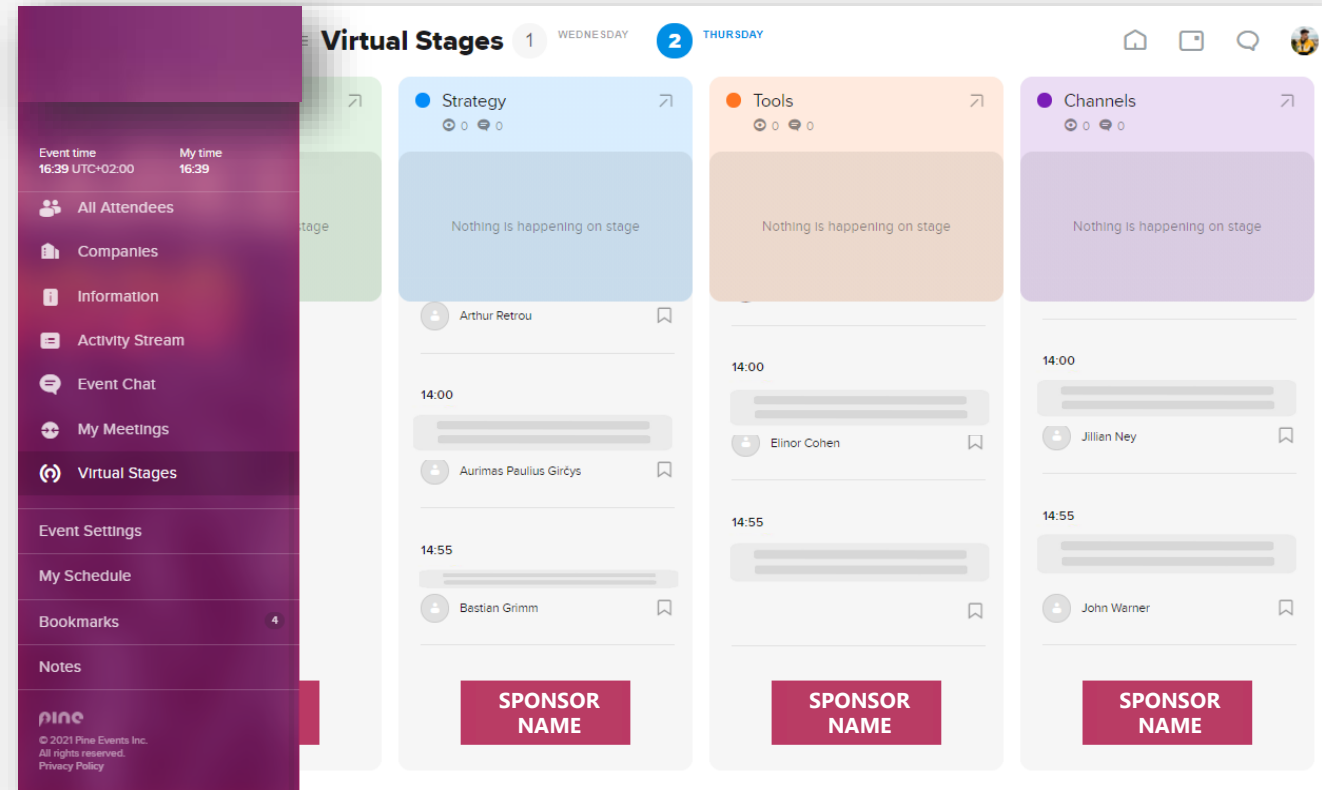 Virtual Stages
1
WEDNESDAY
2
THURSDAY
Event time
16:39 UTC+02:00
My time
16:39
All Attendees
Companies
Information
Activity Stream
Event Chat
My Meetings
Virtual Stages
Event Settings
My Schedule
Bookmarks
4
Notes
pine
© 2021 Pine Events Inc.
All rights reserved.
Privacy Policy
stage
Strategy
0 0
Nothing is happening on stage
Arthur Retrou
14:00
Aurimas Paulius Girčys
14:55
Bastian Grimm
SPONSOR
NAME
Tools
0 0
Nothing is happening on stage
14:00
Elinor Cohen
14:55
SPONSOR
NAME
Channels
0 0
Nothing is happening on stage
14:00
Jillian Ney
14:55
John Warner
SPONSOR
NAME